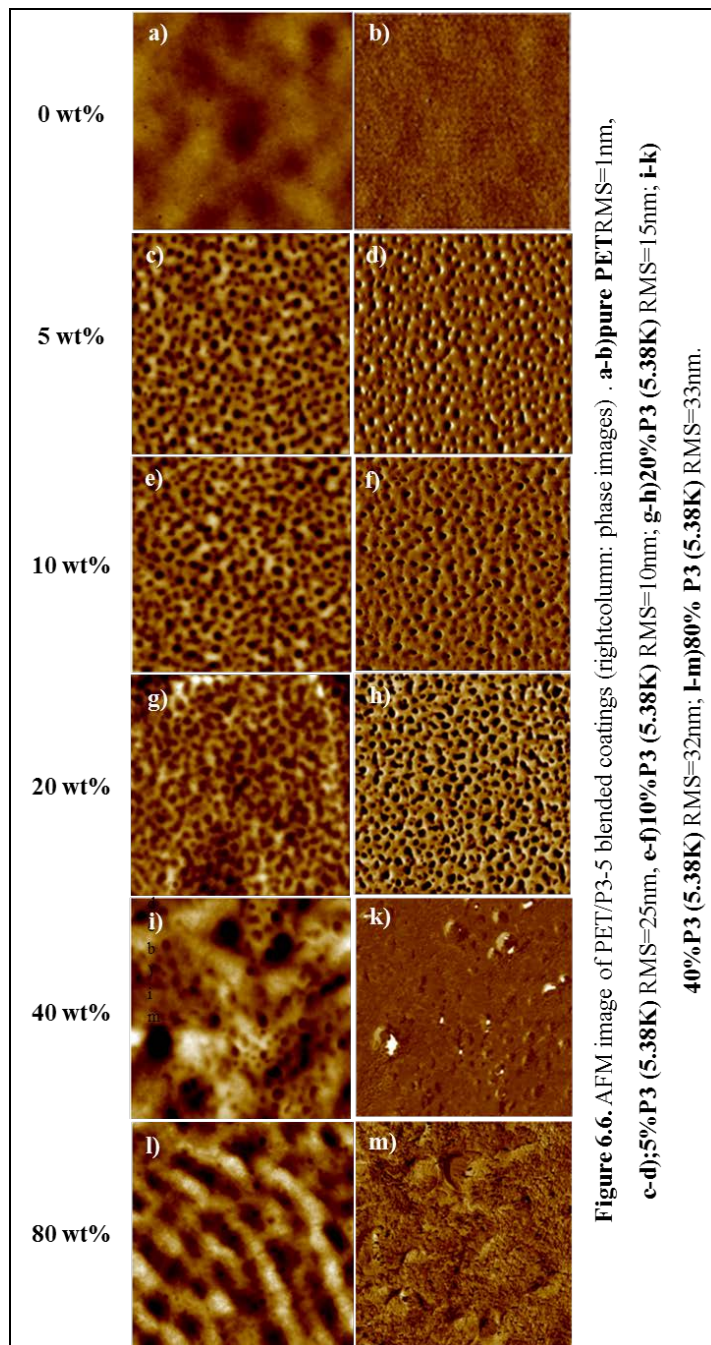 a)
b)
0 wt%
c)
d)
5 wt%
e)
f)
10 wt%
g)
h)
20 wt%
i)
k)
b
v
i
m
40 wt%
l)
m)
80 wt%
Figure 6.6. AFM image of PET/P3-5 blended coatings (rightcolumn: phase images) . a-b)pure PETRMS=1nm,
c-d);5%P3 (5.38K) RMS=25nm, e-f)10%P3 (5.38K) RMS=10nm; g-h)20%P3 (5.38K) RMS=15nm; i-k)
40%P3 (5.38K) RMS=32nm; l-m)80% P3 (5.38K) RMS=33nm.